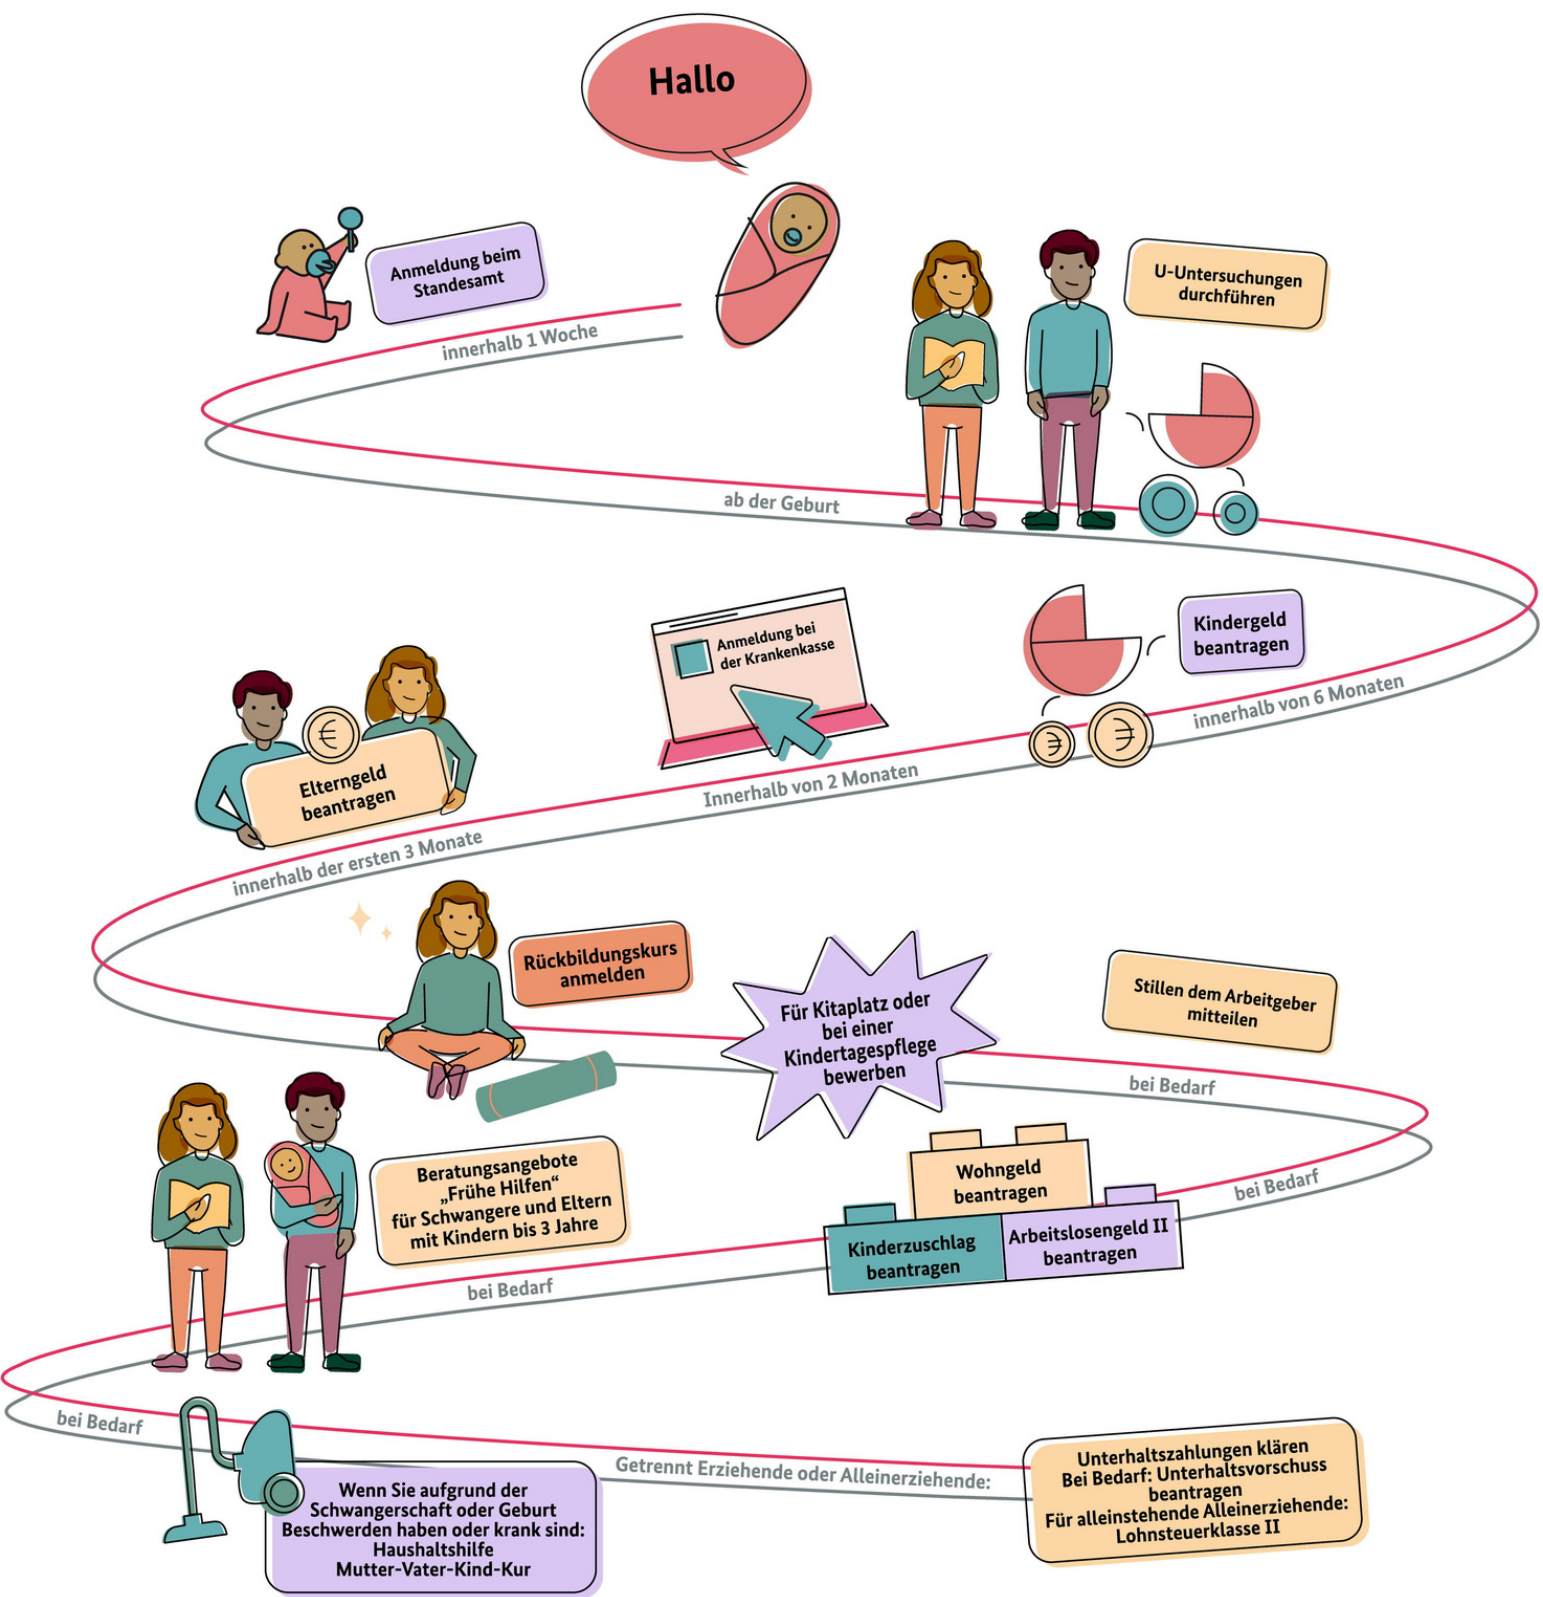 Hallo
Anmeldung beim
Standesamt
innerhalb 1 Woche
U-Untersuchungen
durchführen
ab der Geburt
Kindergeld
beantragen
innerhalb von 6 Monaten
Anmeldung bei
der Krankenkasse
Innerhalb von 2 Monaten
€
Elterngeld
beantragen
innerhalb der ersten 3 Monate
Rückbildungskurs
anmelden
Für Kitaplatz oder
bei einer
Kindertagespflege
bewerben
Stillen dem Arbeitgeber
mitteilen
bei Bedarf
Wohngeld
beantragen
Kinderzuschlag
beantragen
Arbeitslosengeld II
beantragen
bei Bedarf
Beratungsangebote
„Frühe Hilfen“
für Schwangere und Eltern
mit Kindern bis 3 Jahre
bei Bedarf
bei Bedarf
Wenn Sie aufgrund der
Schwangerschaft oder Geburt
Beschwerden haben oder krank sind:
Haushaltshilfe
Mutter-Vater-Kind-Kur
Getrennt Erziehende oder Alleinerziehende:
Unterhaltszahlungen klären
Bei Bedarf: Unterhaltsvorschuss
beantragen
Für alleinstehende Alleinerziehende:
Lohnsteuerklasse II